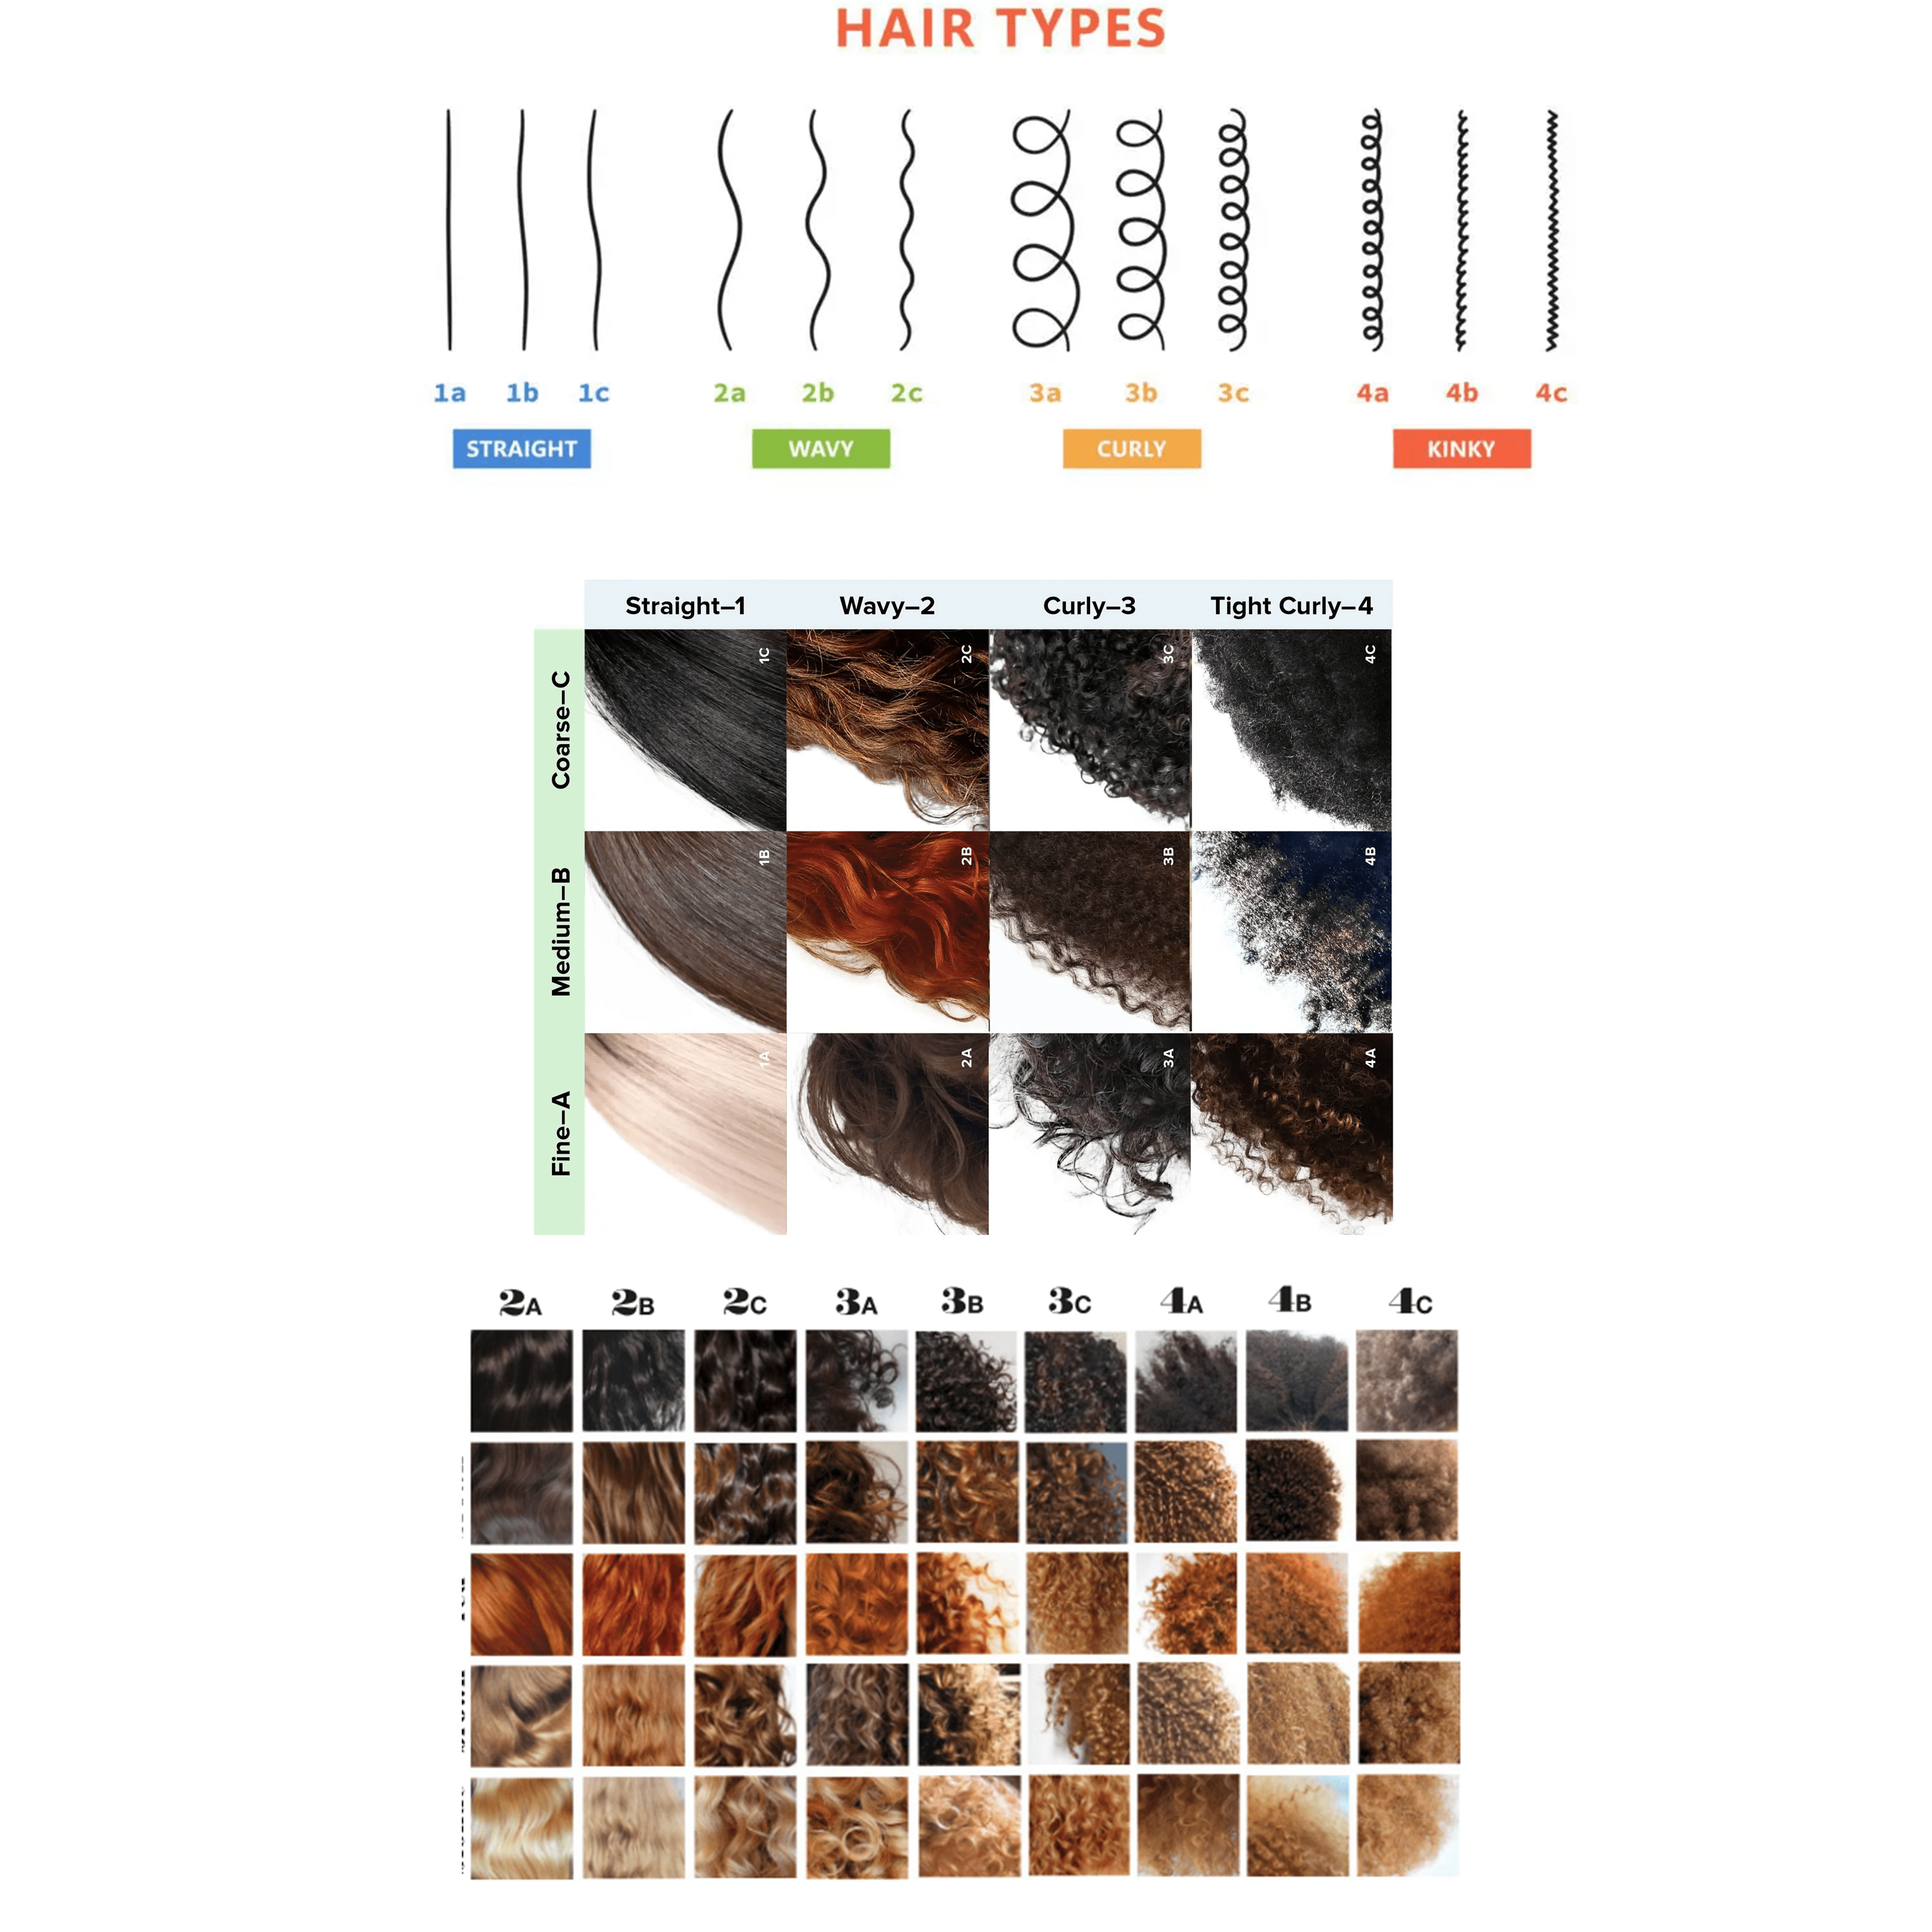 HAIR TYPES
1a 1b 1c 2a 2b 2c 3a 3b 3c 4a 4b 4c
STRAIGHT WAVY CURLY KINKY
Straight–1 Wavy–2 Curly–3 Tight Curly–4
Coarse–C
1C 2C 3C 4C
Medium–B
1B 2B 3B 4B
Fine–A
1A 2A 3A 4A
2A 2B 2C 3A 3B 3C 4A 4B 4C